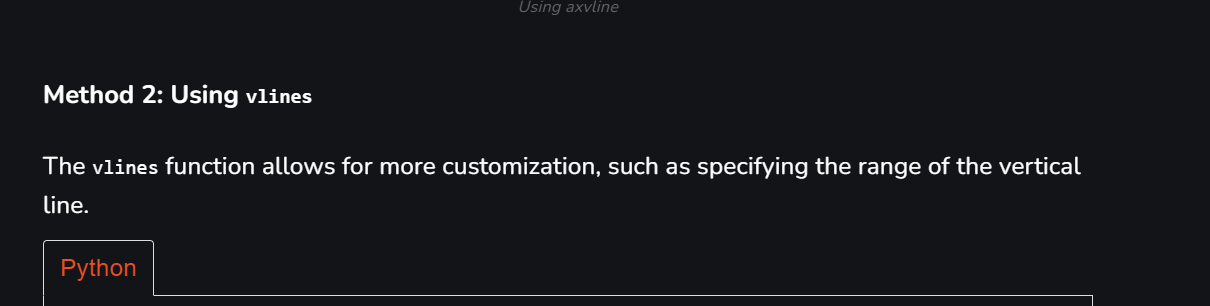 Using axvline
Method 2: Using vlines
The vlines function allows for more customization, such as specifying the range of the vertical
line.
Python